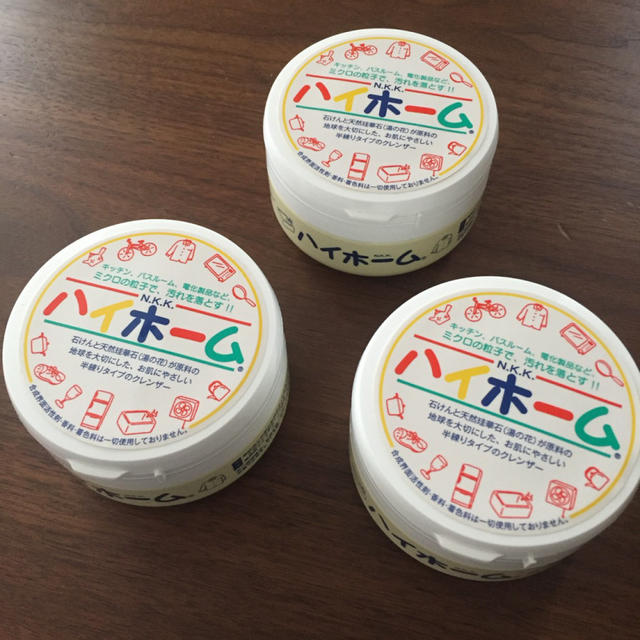 キッチン、バスルーム、電化製品など、
ミクロの粒子で、汚れを落とす!!
N.K.K.
ハイホーム®
石けんと天然珪華石(湯の花)が原料の
地球を大切にした、お肌にやさしい
半練りタイプのクレンザー
合成界面活性剤・香料・着色料は一切使用しておりません。
ハイホーム®
キッチン、バスルーム、電化製品など、
ミクロの粒子で、汚れを落とす!!
N.K.K.
ハイホーム®
石けんと天然珪華石(湯の花)が原料の
地球を大切にした、お肌にやさしい
半練りタイプのクレンザー
合成界面活性剤・香料・着色料は一切使用しておりません。
ハイホーム
キッチン、バスルーム、電化製品など、
ミクロの粒子で、汚れを落とす!!
N.K.K.
ハイホーム®
石けんと天然珪華石(湯の花)が原料の
地球を大切にした、お肌にやさしい
半練りタイプのクレンザー
合成界面活性剤・香料・着色料は一切使用しておりません。
ハイホーム